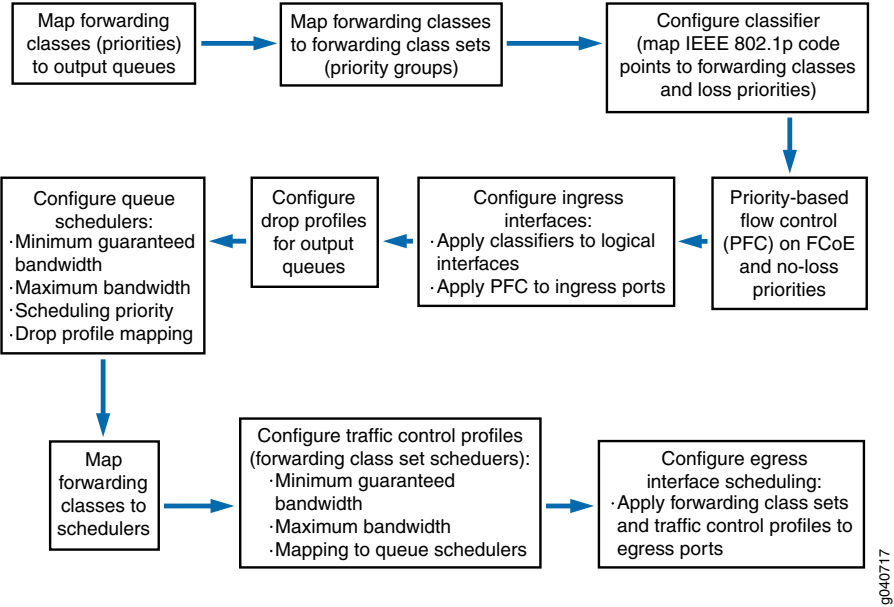 Map forwarding
classes (priorities)
to output queues
Map forwarding classes
to forwarding class sets
(priority groups)
Configure classifier
(map IEEE 802.1p code
points to forwarding classes
and loss priorities)
Priority-based
flow control
(PFC) on FCoE
and no-loss
priorities
Configure ingress
interfaces:
·Apply classifiers to logical
interfaces
·Apply PFC to ingress ports
Configure
drop profiles
for output
queues
Configure queue
schedulers:
·Minimum guaranteed
bandwidth
·Maximum bandwidth
·Scheduling priority
·Drop profile mapping
Map
forwarding
classes to
schedulers
Configure traffic control profiles
(forwarding class set scheduers):
·Minimum guaranteed
bandwidth
·Maximum bandwidth
·Mapping to queue schedulers
Configure egress
interface scheduling:
·Apply forwarding class sets
and traffic control profiles to
egress ports
g040717